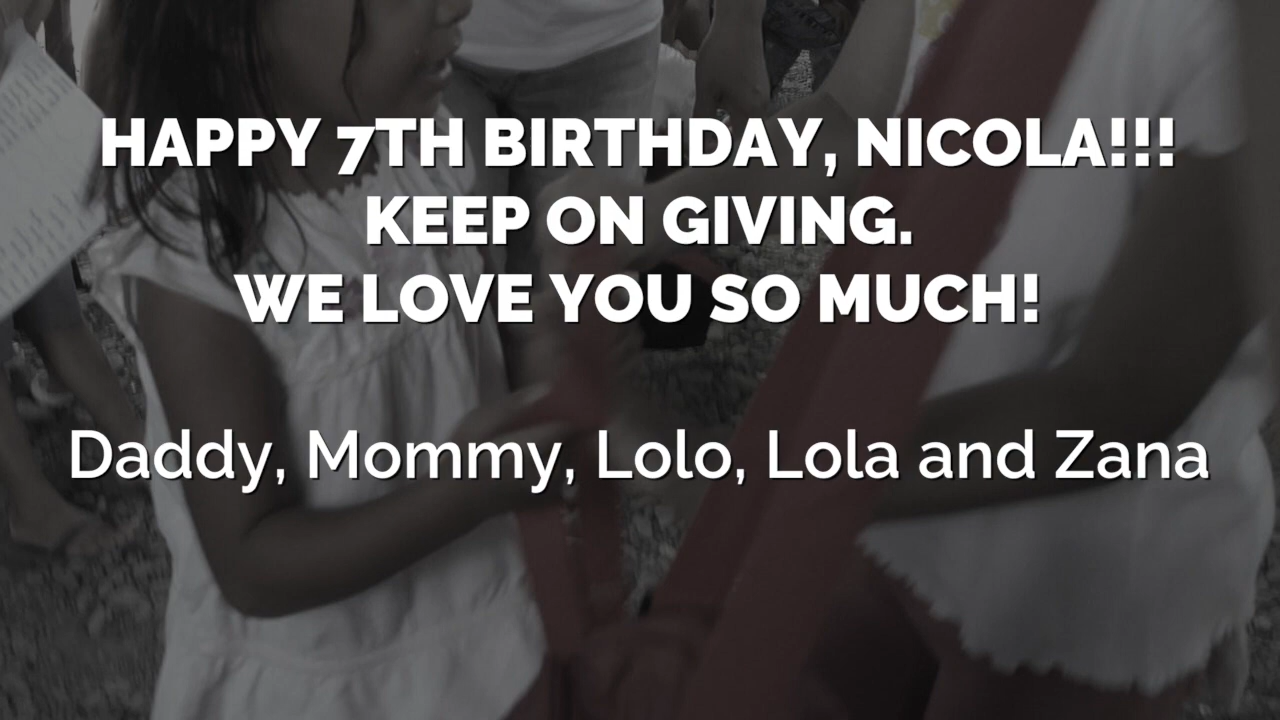 HAPPY 7TH BIRTHDAY, NICOLA!!!
KEEP ON GIVING.
WE LOVE YOU SO MUCH!
Daddy, Mommy, Lolo, Lola and Zana